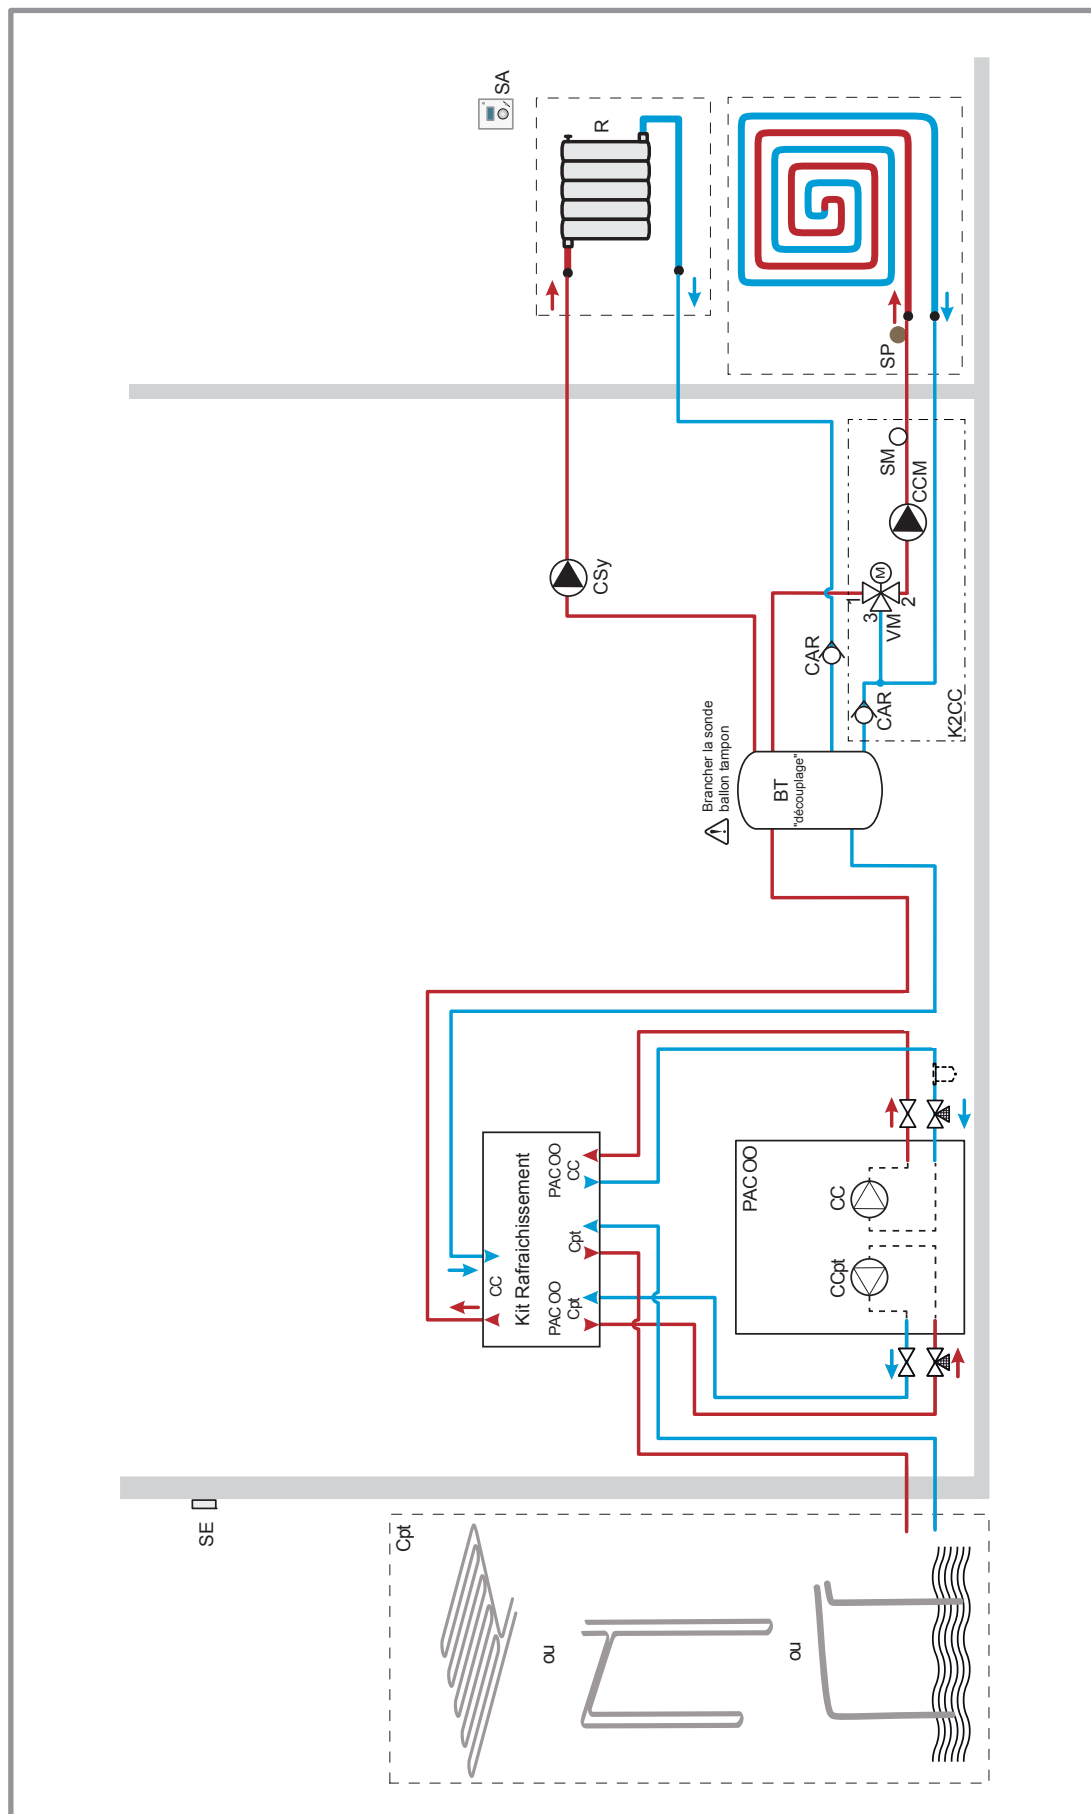 SE
Cpt
ou
ou
Kit Rafraichissement
CC
PAC OO
Cpt
Cpt
PAC OO
CC
PAC OO
CCpt
CC
Brancher la sonde
ballon tampon
BT
"découplage"
CSy
CAR
CAR
K2CC
VM
1
2
3
M
CCM
SM
SP
R
SA